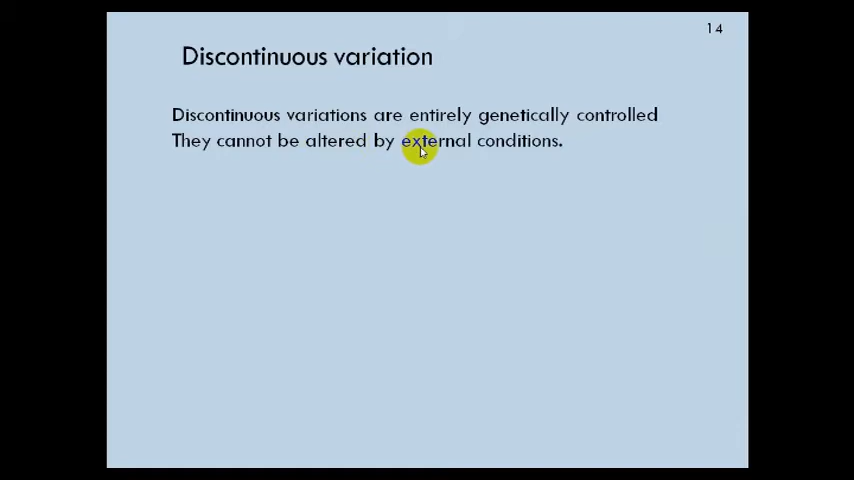 14
Discontinuous variation
Discontinuous variations are entirely genetically controlled
They cannot be altered by external conditions.